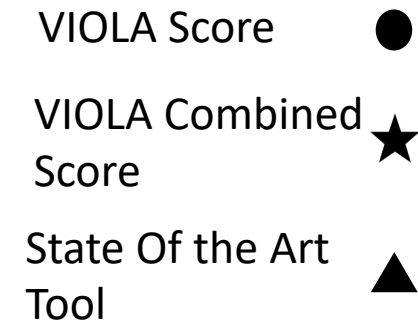 VIOLA Score
VIOLA Combined
Score
State Of the Art
Tool